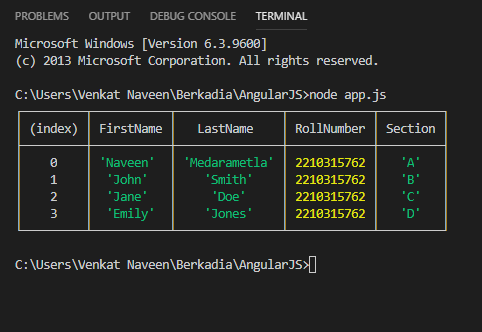 PROBLEMS OUTPUT DEBUG CONSOLE TERMINAL
Microsoft Windows [Version 6.3.9600]
(c) 2013 Microsoft Corporation. All rights reserved.
C:\Users\Venkat Naveen\Berkadia\AngularJS>node app.js
(index) FirstName LastName RollNumber Section
0 'Naveen' 'Medarametla' 2210315762 'A'
1 'John' 'Smith' 2210315762 'B'
2 'Jane' 'Doe' 2210315762 'C'
3 'Emily' 'Jones' 2210315762 'D'
C:\Users\Venkat Naveen\Berkadia\AngularJS>